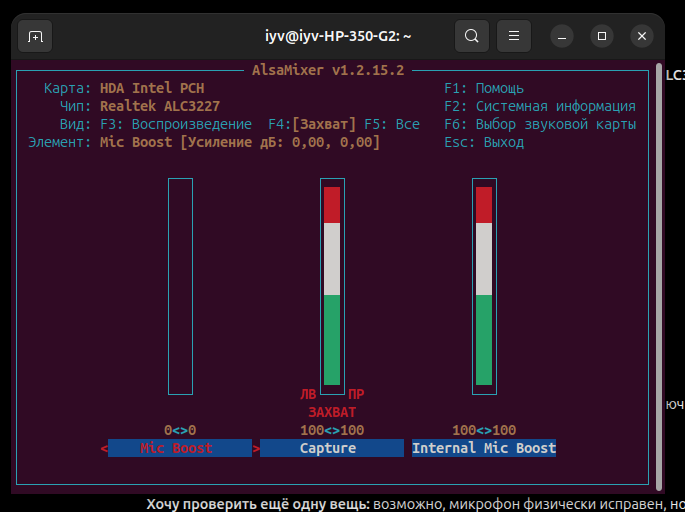 iyv@iyv-HP-350-G2: ~
AlsaMixer v1.2.15.2
Карта: HDA Intel PCH F1: Помощь
Чип: Realtek ALC3227 F2: Системная информация
Вид: F3: Воспроизведение F4:[Захват] F5: Все F6: Выбор звуковой карты
Элемент: Mic Boost [Усиление дБ: 0,00, 0,00] Esc: Выход
ЛВ ПР
ЗАХВАТ
0<>0 100<>100 100<>100
< Mic Boost > Capture Internal Mic Boost
LC3
юч
Хочу проверить ещё одну вещь: возможно, микрофон физически исправен, но